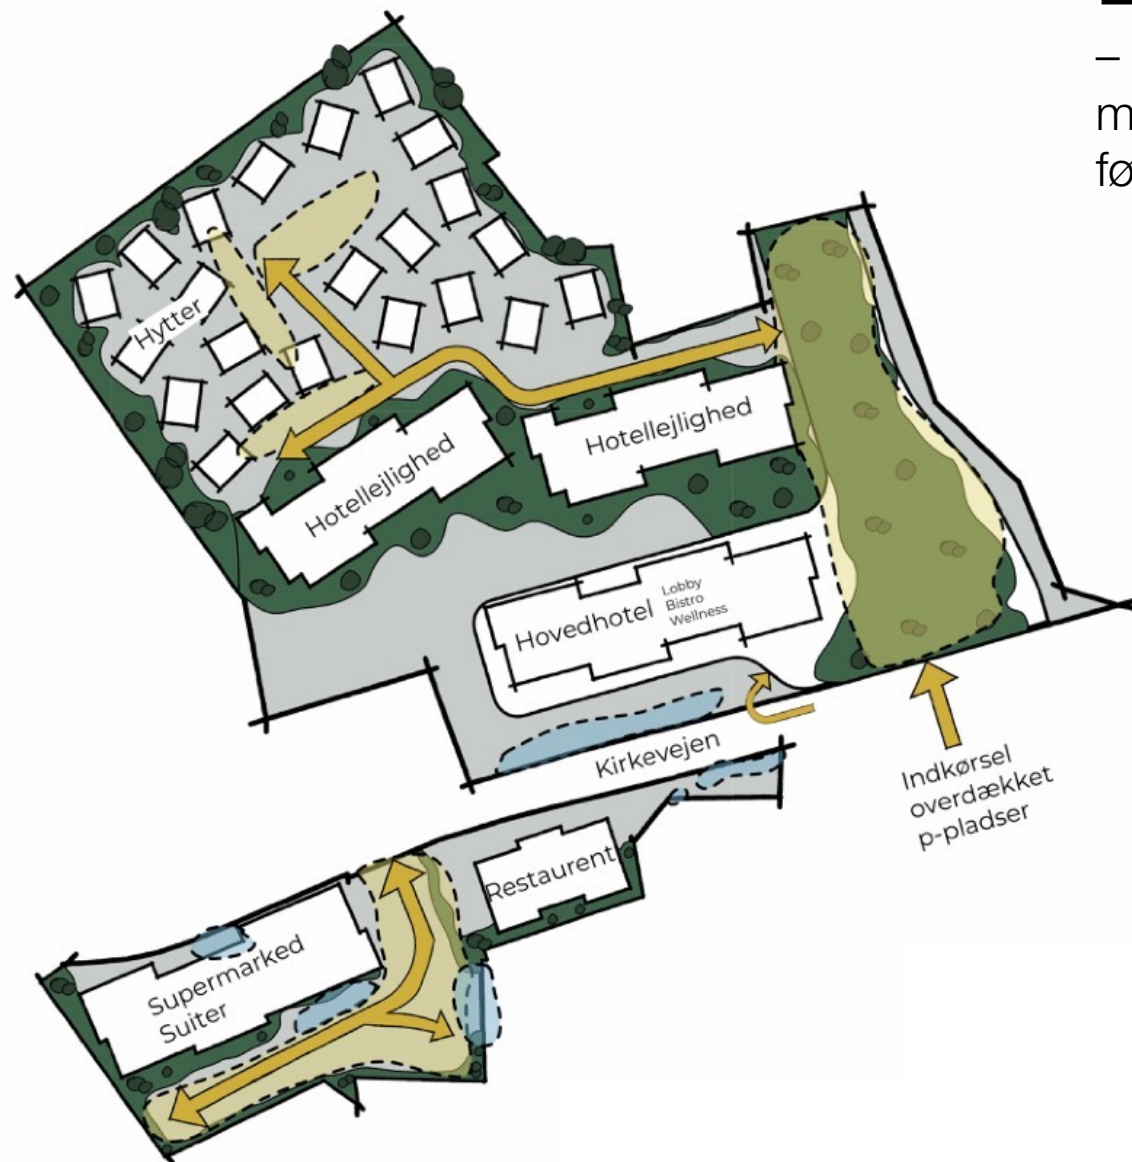 –
m
fø
Hytter
Hotellejlighed
Hotellejlighed
Hovedhotel
Lobby
Bistro
Wellness
Kirkevejen
Indkørsel
overdækket
p-pladser
Restaurent
Supermarked
Suiter